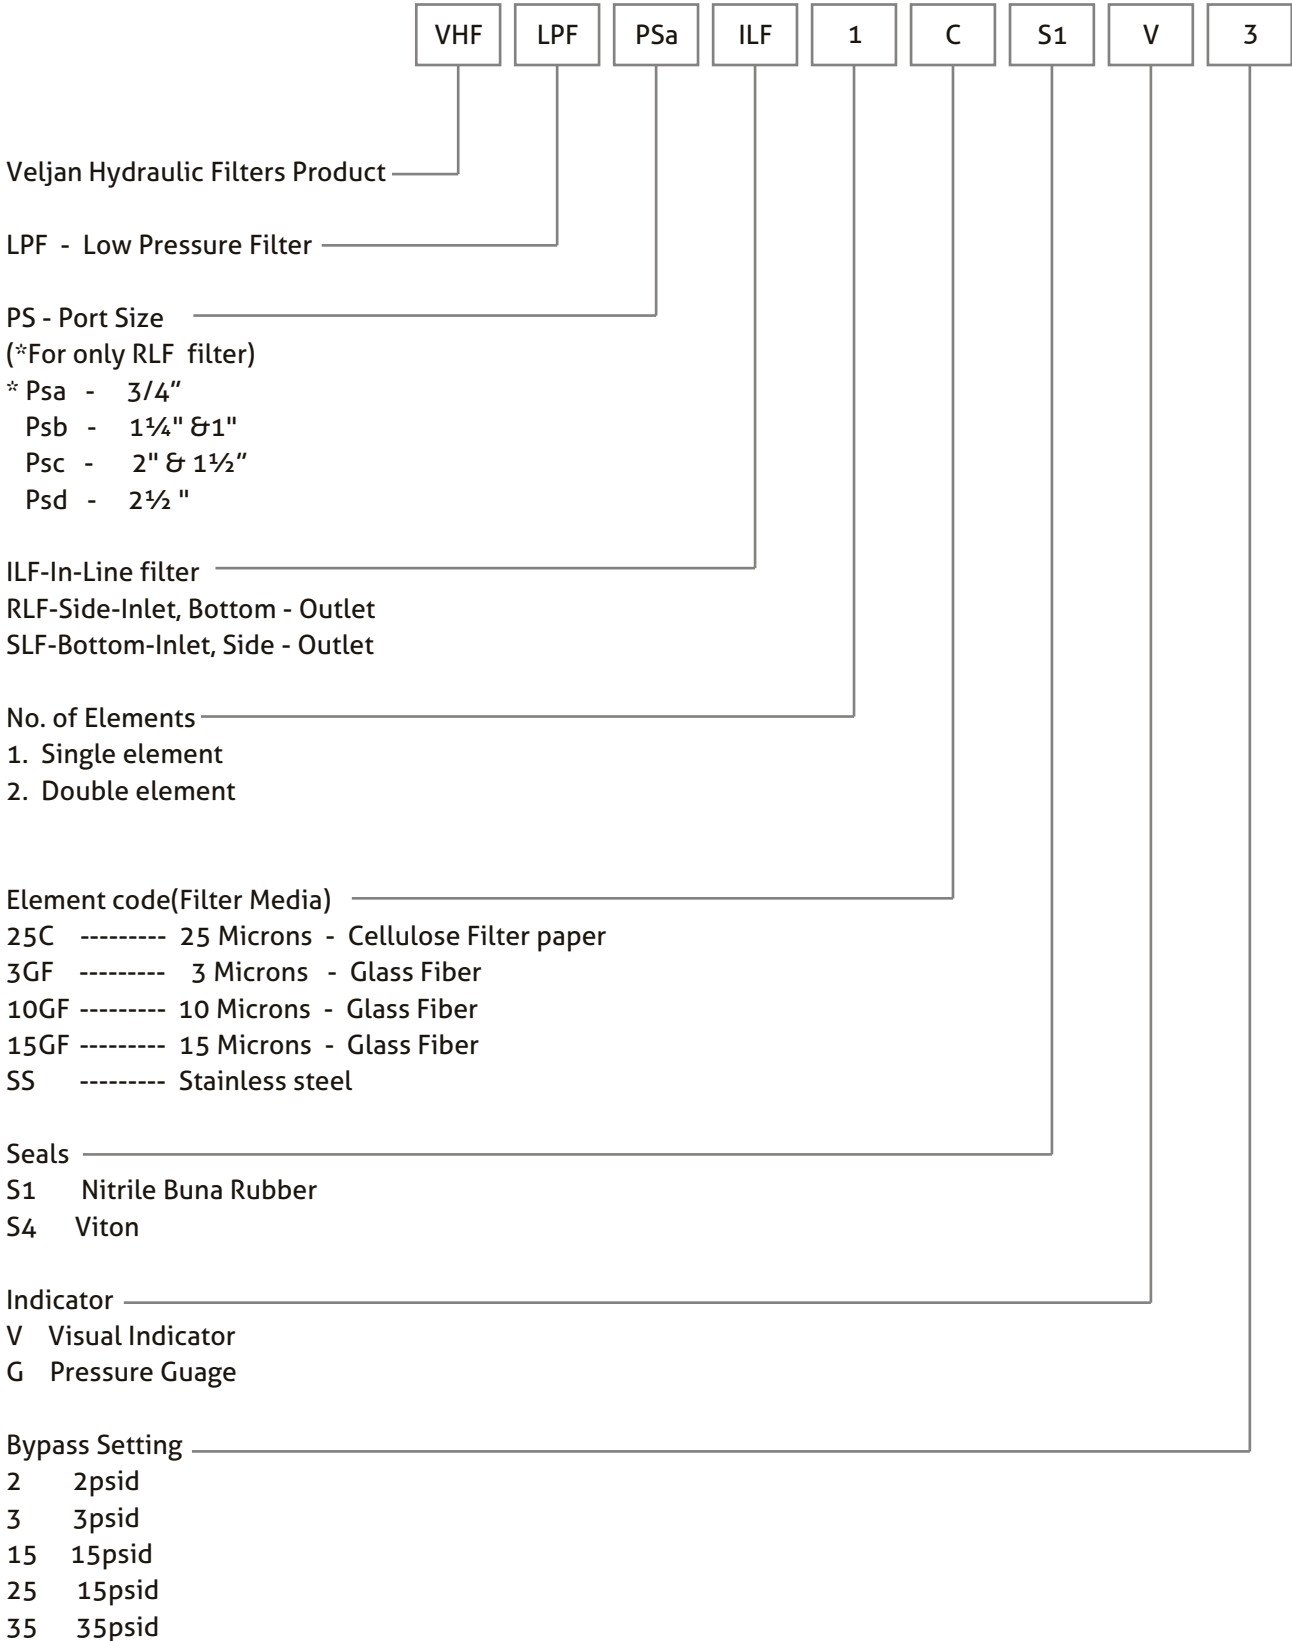 VHF LPF PSa ILF 1 C S1 V 3
Veljan Hydraulic Filters Product
LPF - Low Pressure Filter
PS - Port Size
(*For only RLF filter)
* Psa - 3/4"
Psb - 1¼" &1"
Psc - 2" & 1½"
Psd - 2½ "
ILF-In-Line filter
RLF-Side-Inlet, Bottom - Outlet
SLF-Bottom-Inlet, Side - Outlet
No. of Elements
1. Single element
2. Double element
Element code(Filter Media)
25C --------- 25 Microns - Cellulose Filter paper
3GF --------- 3 Microns - Glass Fiber
10GF --------- 10 Microns - Glass Fiber
15GF --------- 15 Microns - Glass Fiber
SS --------- Stainless steel
Seals
S1 Nitrile Buna Rubber
S4 Viton
Indicator
V Visual Indicator
G Pressure Guage
Bypass Setting
2 2psid
3 3psid
15 15psid
25 15psid
35 35psid